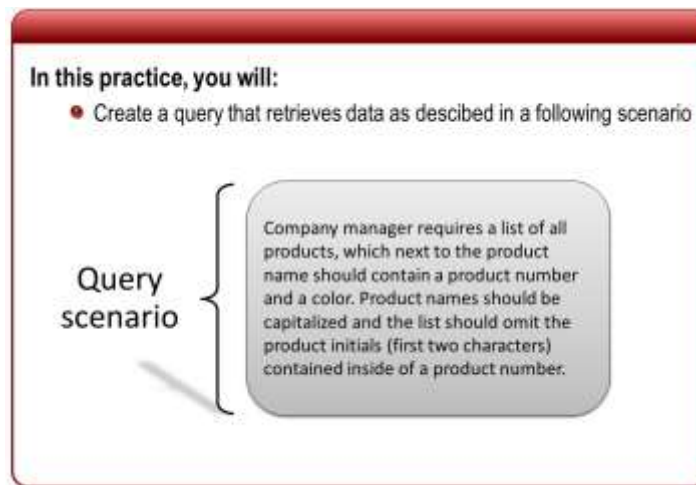 In this practice, you will:
Create a query that retrieves data as descibed in a following scenario
Query
scenario
Company manager requires a list of all
products, which next to the product
name should contain a product number
and a color. Product names should be
capitalized and the list should omit the
product initials (first two characters)
contained inside of a product number.